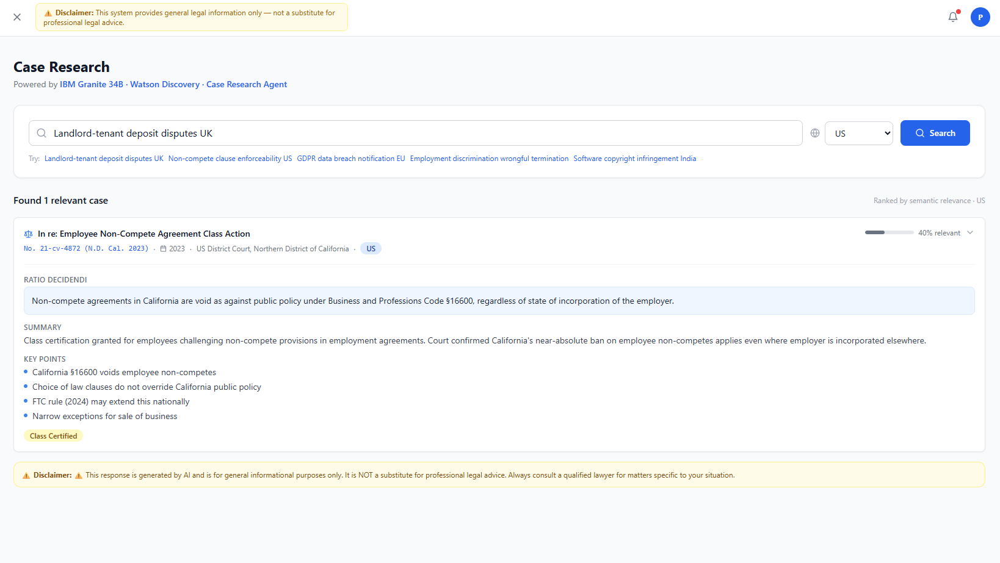 ⚠ Disclaimer: This system provides general legal information only — not a substitute for
professional legal advice.
P
Case Research
Powered by IBM Granite 34B · Watson Discovery · Case Research Agent
Landlord-tenant deposit disputes UK
US
Search
Try: Landlord-tenant deposit disputes UK Non-compete clause enforceability US GDPR data breach notification EU Employment discrimination wrongful termination Software copyright infringement India
Found 1 relevant case
Ranked by semantic relevance · US
In re: Employee Non-Compete Agreement Class Action
40% relevant
No. 21-cv-4872 (N.D. Cal. 2023) · 2023 · US District Court, Northern District of California · US
RATIO DECIDENDI
Non-compete agreements in California are void as against public policy under Business and Professions Code §16600, regardless of state of incorporation of the employer.
SUMMARY
Class certification granted for employees challenging non-compete provisions in employment agreements. Court confirmed California's near-absolute ban on employee non-competes applies even where employer is incorporated elsewhere.
KEY POINTS
California §16600 voids employee non-competes
Choice of law clauses do not override California public policy
FTC rule (2024) may extend this nationally
Narrow exceptions for sale of business
Class Certified
⚠ Disclaimer: ⚠ This response is generated by AI and is for general informational purposes only. It is NOT a substitute for professional legal advice. Always consult a qualified lawyer for matters specific to your situation.